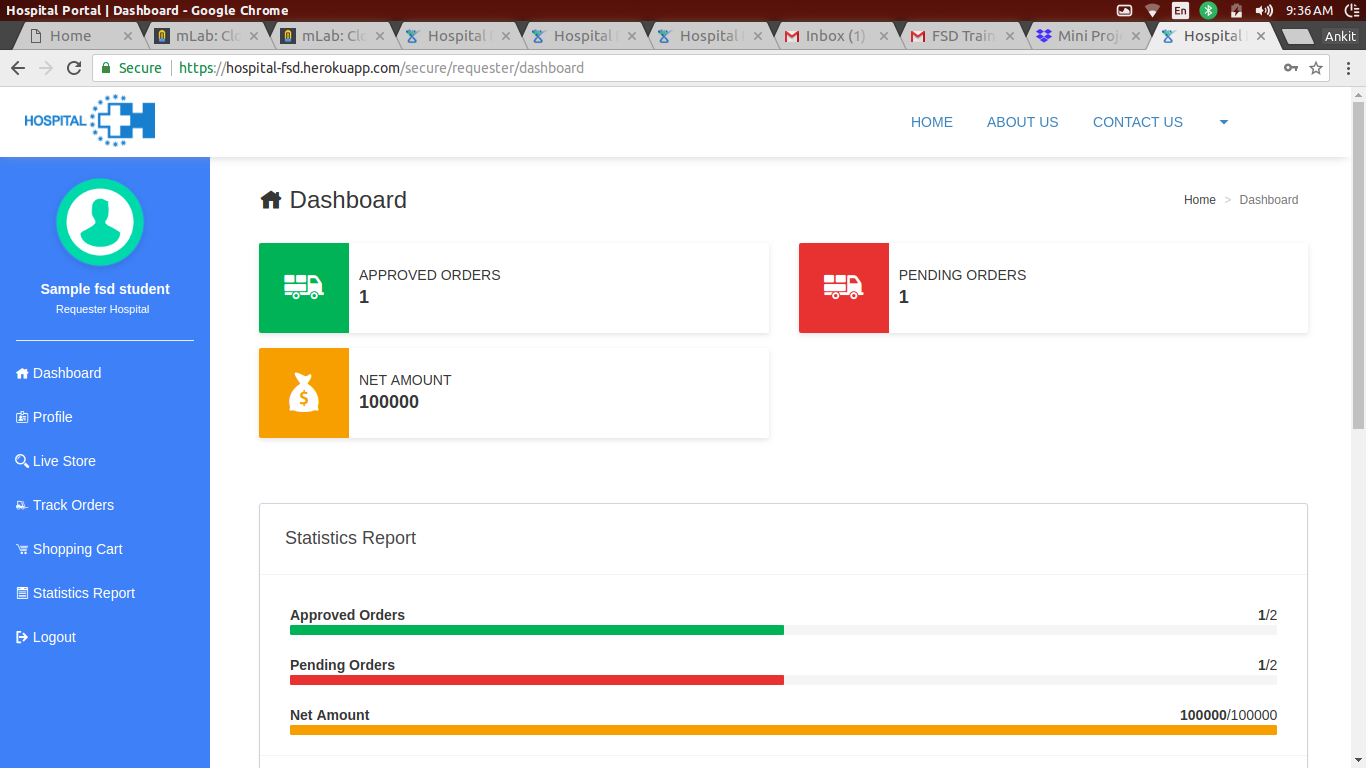 Hospital Portal | Dashboard - Google Chrome
En
9:36 AM
Home
mLab: Clo
mLab: Clo
Hospital
Hospital
Hospital
Inbox (1)
FSD Train
Mini Proj
Hospital
Ankit
Secure
https://hospital-fsd.herokuapp.com/secure/requester/dashboard
HOSPITAL
HOME
ABOUT US
CONTACT US
Sample fsd student
Requester Hospital
Dashboard
Profile
Live Store
Track Orders
Shopping Cart
Statistics Report
Logout
Dashboard
Home > Dashboard
APPROVED ORDERS
1
PENDING ORDERS
1
$
NET AMOUNT
100000
Statistics Report
Approved Orders
1/2
Pending Orders
1/2
Net Amount
100000/100000